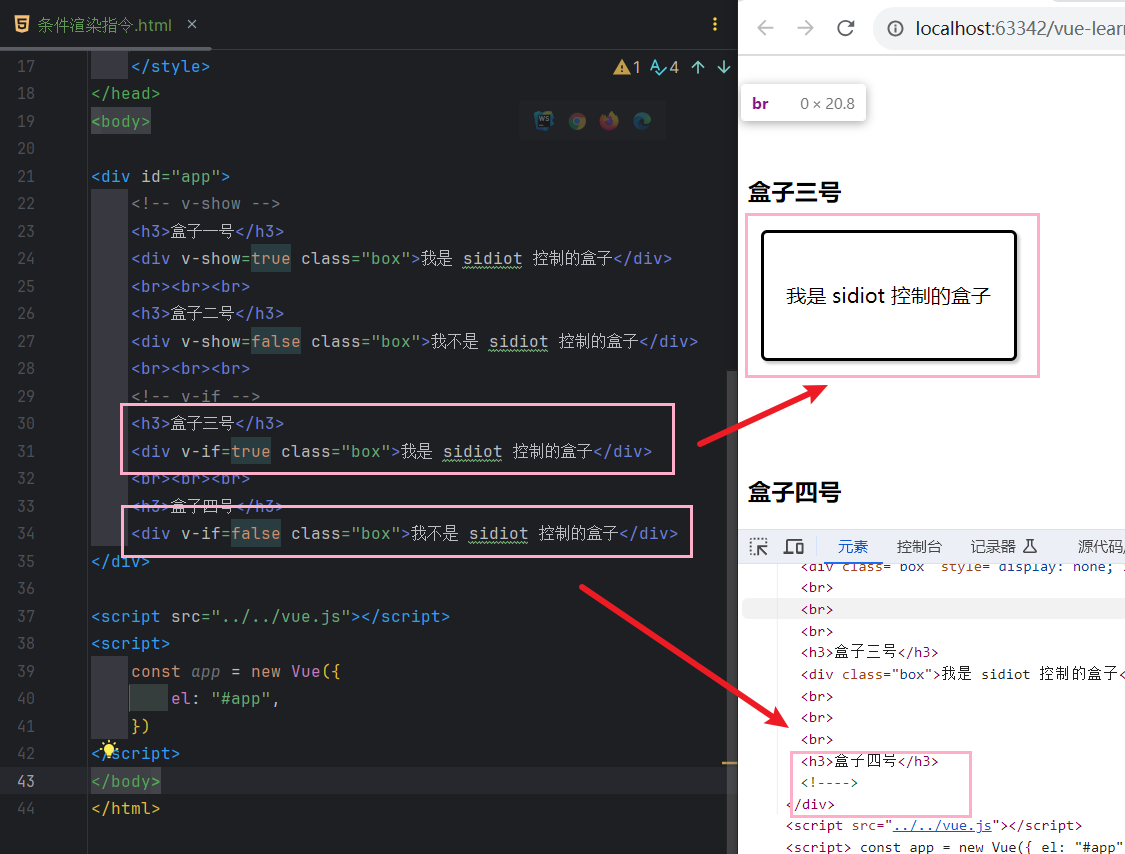 条件渲染指令.html
17 </style>
1 4
18 </head>
19 <body>
20
21 <div id="app">
22 <!-- v-show -->
23 <h3>盒子一号</h3>
24 <div v-show=true class="box">我是 sidiot 控制的盒子</div>
25 <br><br><br>
26 <h3>盒子二号</h3>
27 <div v-show=false class="box">我不是 sidiot 控制的盒子</div>
28 <br><br><br>
29 <!-- v-if -->
30 <h3>盒子三号</h3>
31 <div v-if=true class="box">我是 sidiot 控制的盒子</div>
32 <br><br><br>
33 <h3>盒子四号</h3>
34 <div v-if=false class="box">我不是 sidiot 控制的盒子</div>
35 </div>
36
37 <script src="../../vue.js"></script>
38 <script>
39 const app = new Vue({
40 el: "#app",
41 })
42 </script>
43 </body>
44 </html>
WS
localhost:63342/vue-lear
br 0 × 20.8
盒子三号
我是 sidiot 控制的盒子
盒子四号
元素 控制台 记录器 源代码/
<div class="box" style="display: none;
<br>
<br>
<br>
<h3>盒子三号</h3>
<div class="box">我是 sidiot 控制的盒子<
<br>
<br>
<br>
<h3>盒子四号</h3>
<!---->
</div>
<script src="../../vue.js"></script>
<script> const app = new Vue({ el: "#app"